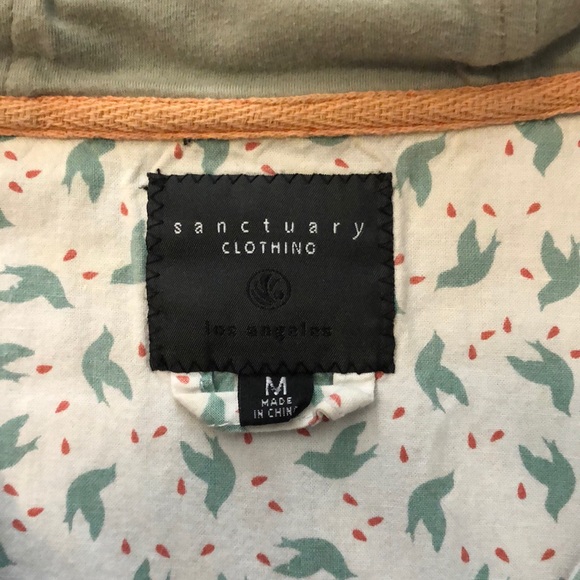 sanctuary
CLOTHING
los angeles
M
MADE
IN CHINA